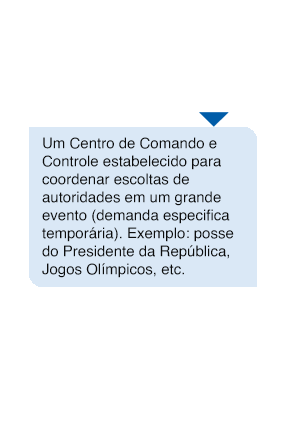 Um Centro de Comando e
Controle estabelecido para
coordenar escoltas de
autoridades em um grande
evento (demanda especifica
temporária). Exemplo: posse
do Presidente da República,
Jogos Olímpicos, etc.